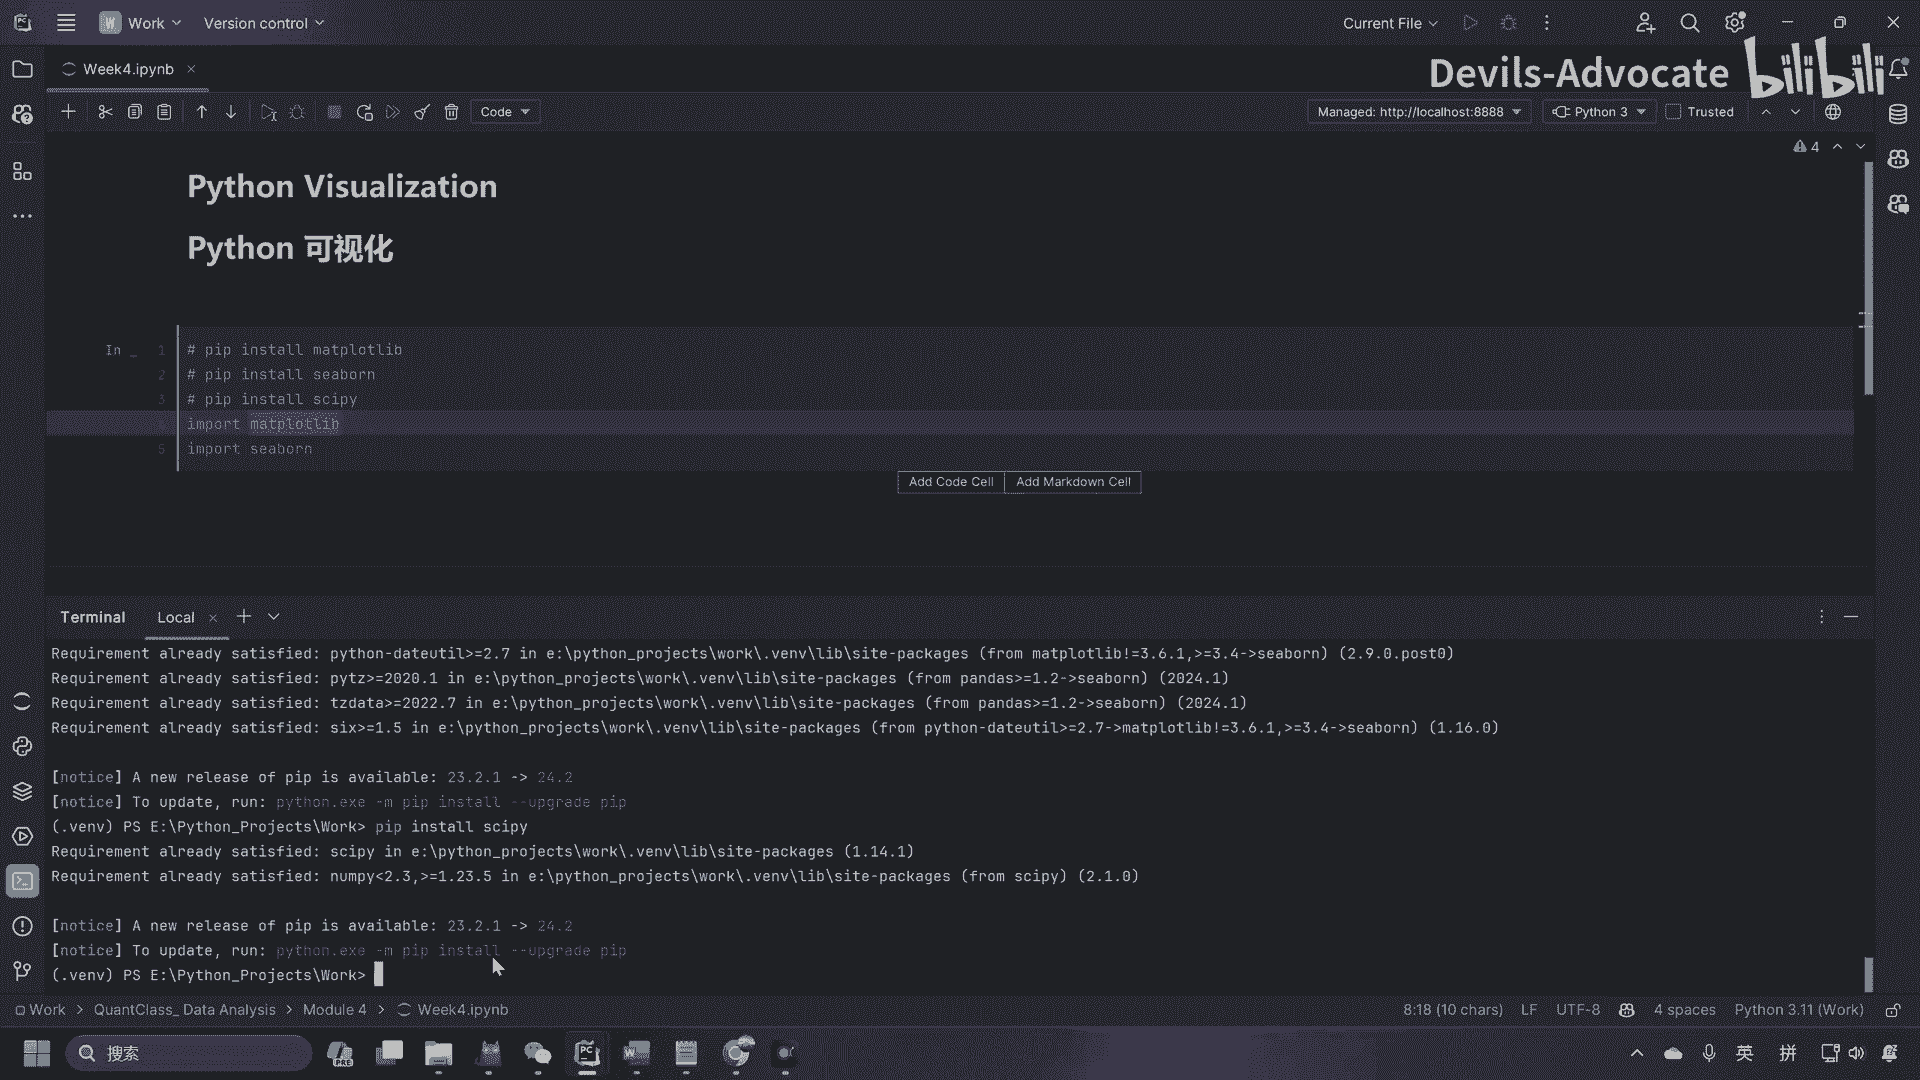 Work
Version control
Current File
Week4.ipynb
Devils-Advocate
bilibili
Code
Managed: http://localhost:8888
Python 3
Trusted
4
Python Visualization
Python 可视化
In _
1 # pip install matplotlib
2 # pip install seaborn
3 # pip install scipy
4 import matplotlib
5 import seaborn
Add Code Cell Add Markdown Cell
Terminal Local
Requirement already satisfied: python-dateutil>=2.7 in e:\python_projects\work\.venv\lib\site-packages (from matplotlib!=3.6.1,>=3.4->seaborn) (2.9.0.post0)
Requirement already satisfied: pytz>=2020.1 in e:\python_projects\work\.venv\lib\site-packages (from pandas>=1.2->seaborn) (2024.1)
Requirement already satisfied: tzdata>=2022.7 in e:\python_projects\work\.venv\lib\site-packages (from pandas>=1.2->seaborn) (2024.1)
Requirement already satisfied: six>=1.5 in e:\python_projects\work\.venv\lib\site-packages (from python-dateutil>=2.7->matplotlib!=3.6.1,>=3.4->seaborn) (1.16.0)
[notice] A new release of pip is available: 23.2.1 -> 24.2
[notice] To update, run: python.exe -m pip install --upgrade pip
(.venv) PS E:\Python_Projects\Work> pip install scipy
Requirement already satisfied: scipy in e:\python_projects\work\.venv\lib\site-packages (1.14.1)
Requirement already satisfied: numpy<2.3,>=1.23.5 in e:\python_projects\work\.venv\lib\site-packages (from scipy) (2.1.0)
[notice] A new release of pip is available: 23.2.1 -> 24.2
[notice] To update, run: python.exe -m pip install --upgrade pip
(.venv) PS E:\Python_Projects\Work>
Work > QuantClass_ Data Analysis > Module 4 > Week4.ipynb
8:18 (10 chars) LF UTF-8 4 spaces Python 3.11 (Work)
搜索
英 拼